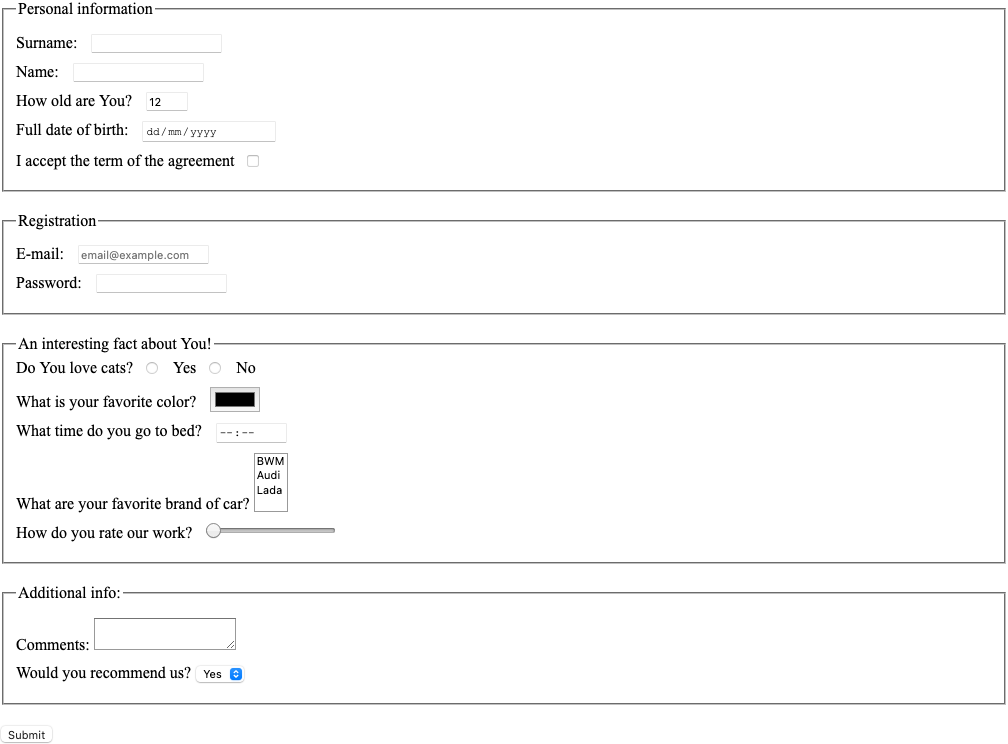 Personal information
Surname:
Name:
How old are You? 12
Full date of birth: dd/mm/yyyy
I accept the term of the agreement
Registration
E-mail: email@example.com
Password:
An interesting fact about You!
Do You love cats? Yes No
What is your favorite color?
What time do you go to bed? --:--
BWM
Audi
Lada
What are your favorite brand of car?
How do you rate our work?
Additional info:
Comments:
Would you recommend us? Yes
Submit